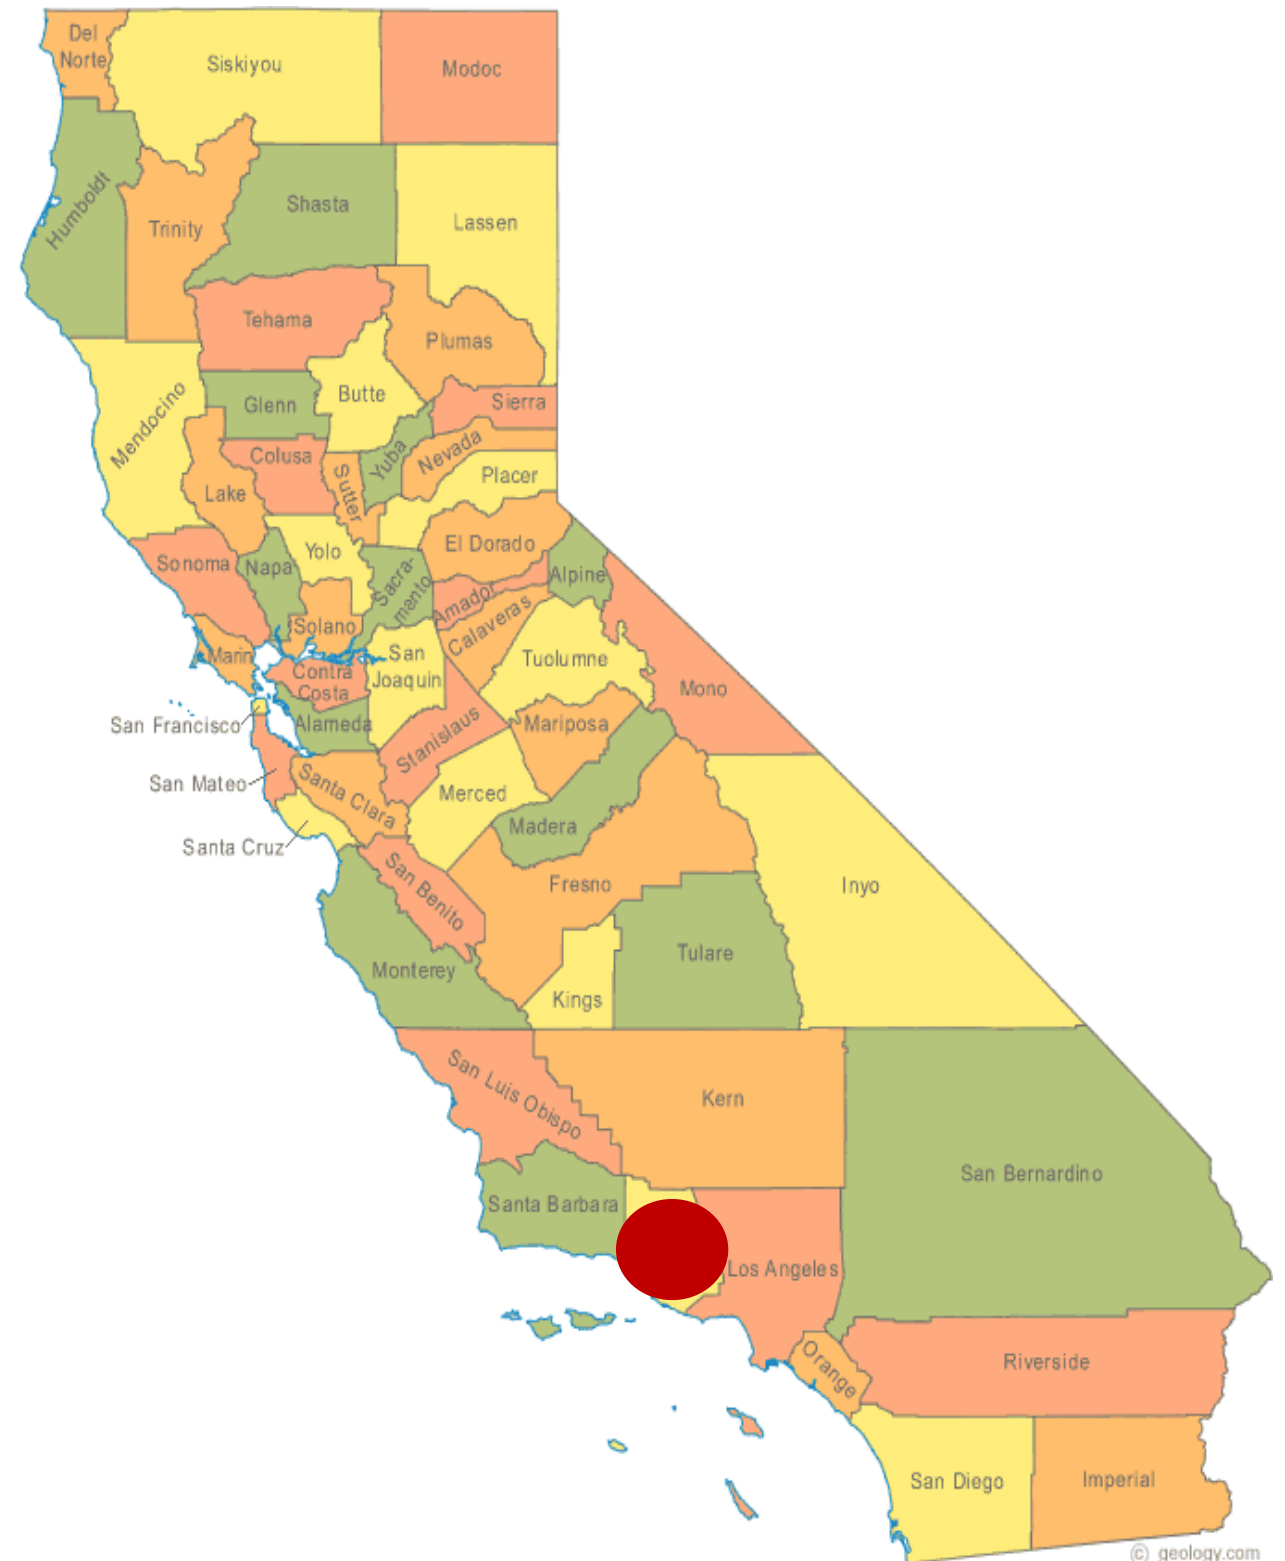 Del
Norte
Siskiyou
Modoc
Humboldt
Trinity
Shasta
Lassen
Tehama
Plumas
Mendocino
Glenn
Butte
Sierra
Colusa
Lake
Sutter
Yuba
Nevada
Placer
Sonoma
Napa
Yolo
El Dorado
Sacra-
mento
Alpine
Amador
Calaveras
Solano
Marin
San
Joaquin
Tuolumne
Mono
Contra
Costa
San Francisco
Alameda
Stanislaus
Mariposa
San Mateo
Santa Clara
Merced
Madera
Santa Cruz
San Benito
Fresno
Inyo
Monterey
Kings
Tulare
San Luis Obispo
Kern
San Bernardino
Santa Barbara
Los Angeles
Orange
Riverside
San Diego
Imperial
(c) geology.com